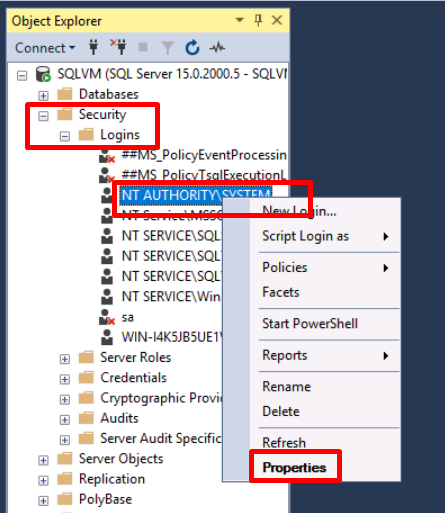 Object Explorer
Connect
SQLVM (SQL Server 15.0.2000.5 - SQLVM
Databases
Security
Logins
##MS_PolicyEventProcessin
##MS_PolicyTsqlExecutionL
NT AUTHORITY\SYSTEM
NT Service\MSSQ
NT SERVICE\SQL
NT SERVICE\SQL
NT SERVICE\SQL
NT SERVICE\Win
sa
WIN-I4K5JB5UE1
Server Roles
Credentials
Cryptographic Provi
Audits
Server Audit Specific
Server Objects
Replication
PolyBase
New Login...
Script Login as
Policies
Facets
Start PowerShell
Reports
Rename
Delete
Refresh
Properties